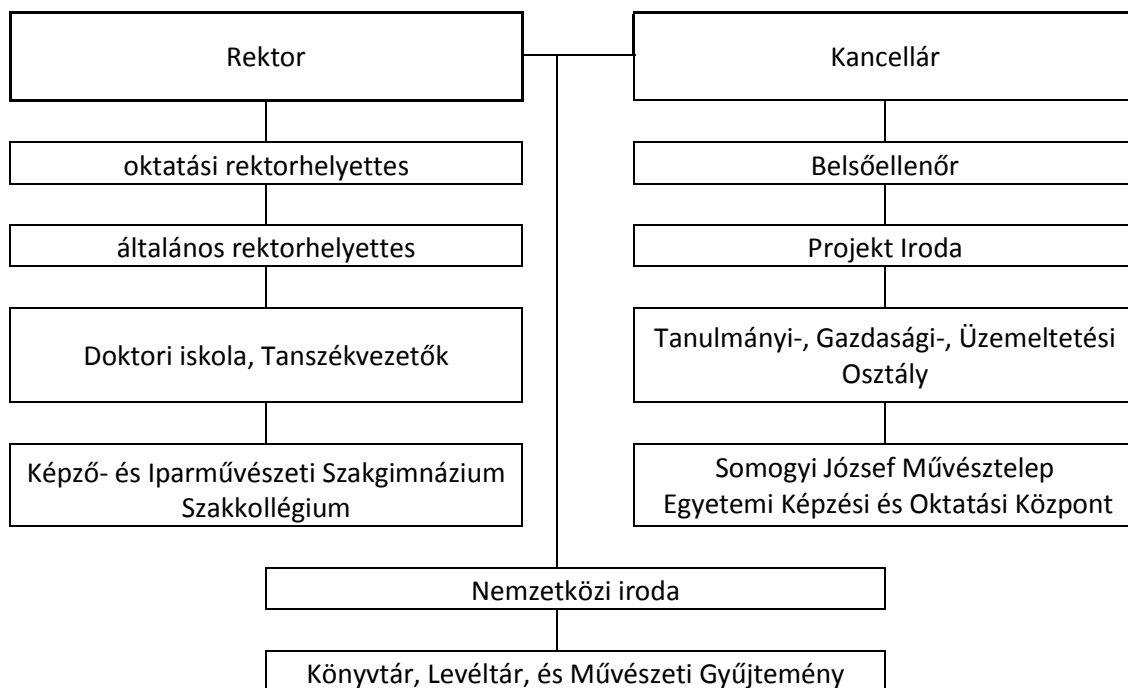 Rektor
Kancellár
oktatási rektorhelyettes
Belsőellenőr
általános rektorhelyettes
Projekt Iroda
Doktori iskola, Tanszékvezetők
Tanulmányi-, Gazdasági-, Üzemeltetési
Osztály
Képző- és Iparművészeti Szakgimnázium
Szakkollégium
Somogyi József Művésztelep
Egyetemi Képzési és Oktatási Központ
Nemzetközi iroda
Könyvtár, Levéltár, és Művészeti Gyűjtemény